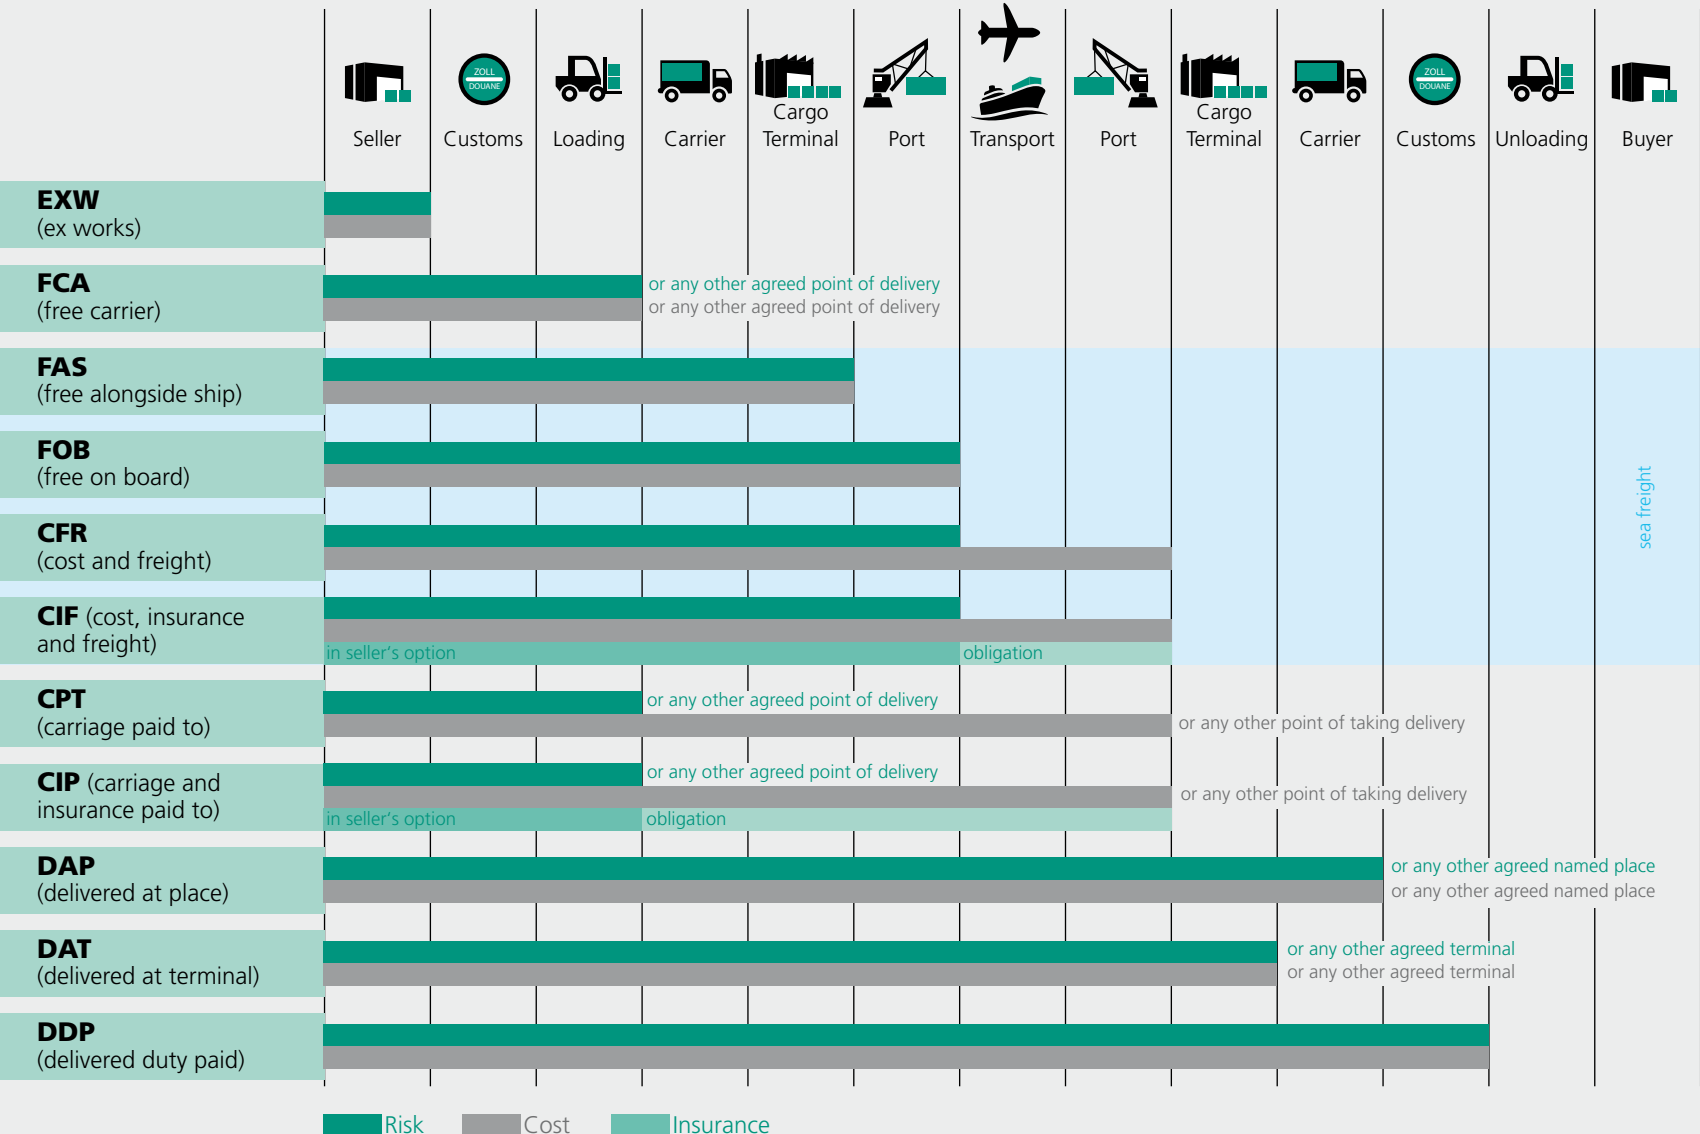 ZOLL
DOUANE
ZOLL
DOUANE
Seller
Customs
Loading
Carrier
Cargo
Terminal
Port
Transport
Port
Cargo
Terminal
Carrier
Customs
Unloading
Buyer
EXW
(ex works)
FCA
(free carrier)
or any other agreed point of delivery
or any other agreed point of delivery
FAS
(free alongside ship)
FOB
(free on board)
sea freight
CFR
(cost and freight)
CIF (cost, insurance
and freight)
in seller‘s option
obligation
CPT
(carriage paid to)
or any other agreed point of delivery
or any other point of taking delivery
CIP (carriage and
insurance paid to)
or any other agreed point of delivery
or any other point of taking delivery
in seller‘s option
obligation
DAP
(delivered at place)
or any other agreed named place
or any other agreed named place
DAT
(delivered at terminal)
or any other agreed terminal
or any other agreed terminal
DDP
(delivered duty paid)
Risk
Cost
Insurance